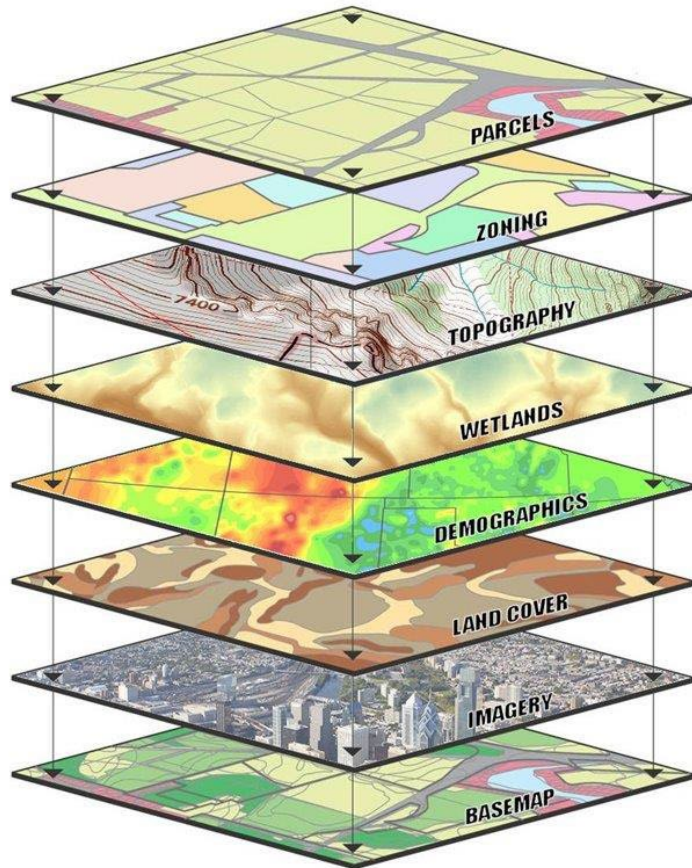 PARCELS
ZONING
7400
TOPOGRAPHY
WETLANDS
DEMOGRAPHICS
LAND COVER
IMAGERY
BASEMAP